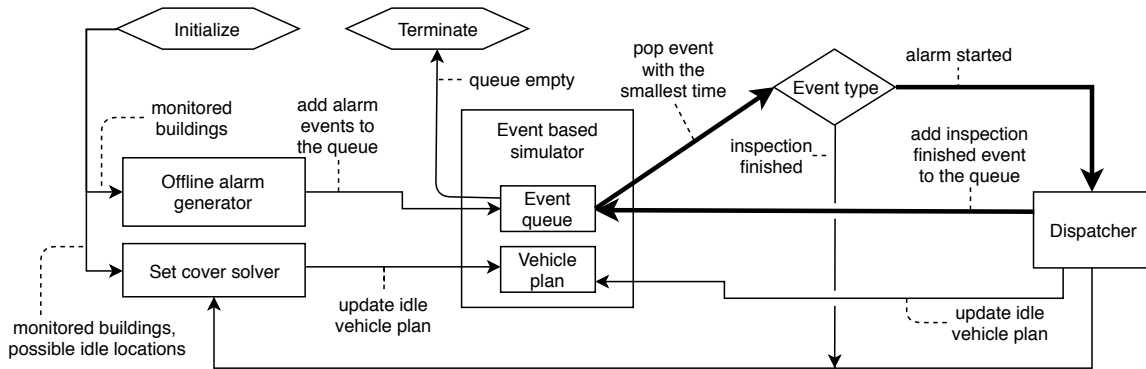 Initialize
Terminate
pop event
with the
smallest time
Event type
alarm started
queue empty
monitored
buildings
add alarm
events to
the queue
Event based
simulator
inspection
finished
add inspection
finished event
to the queue
Offline alarm
generator
Event
queue
Dispatcher
Set cover solver
Vehicle
plan
update idle
vehicle plan
update idle
vehicle plan
monitored buildings,
possible idle locations